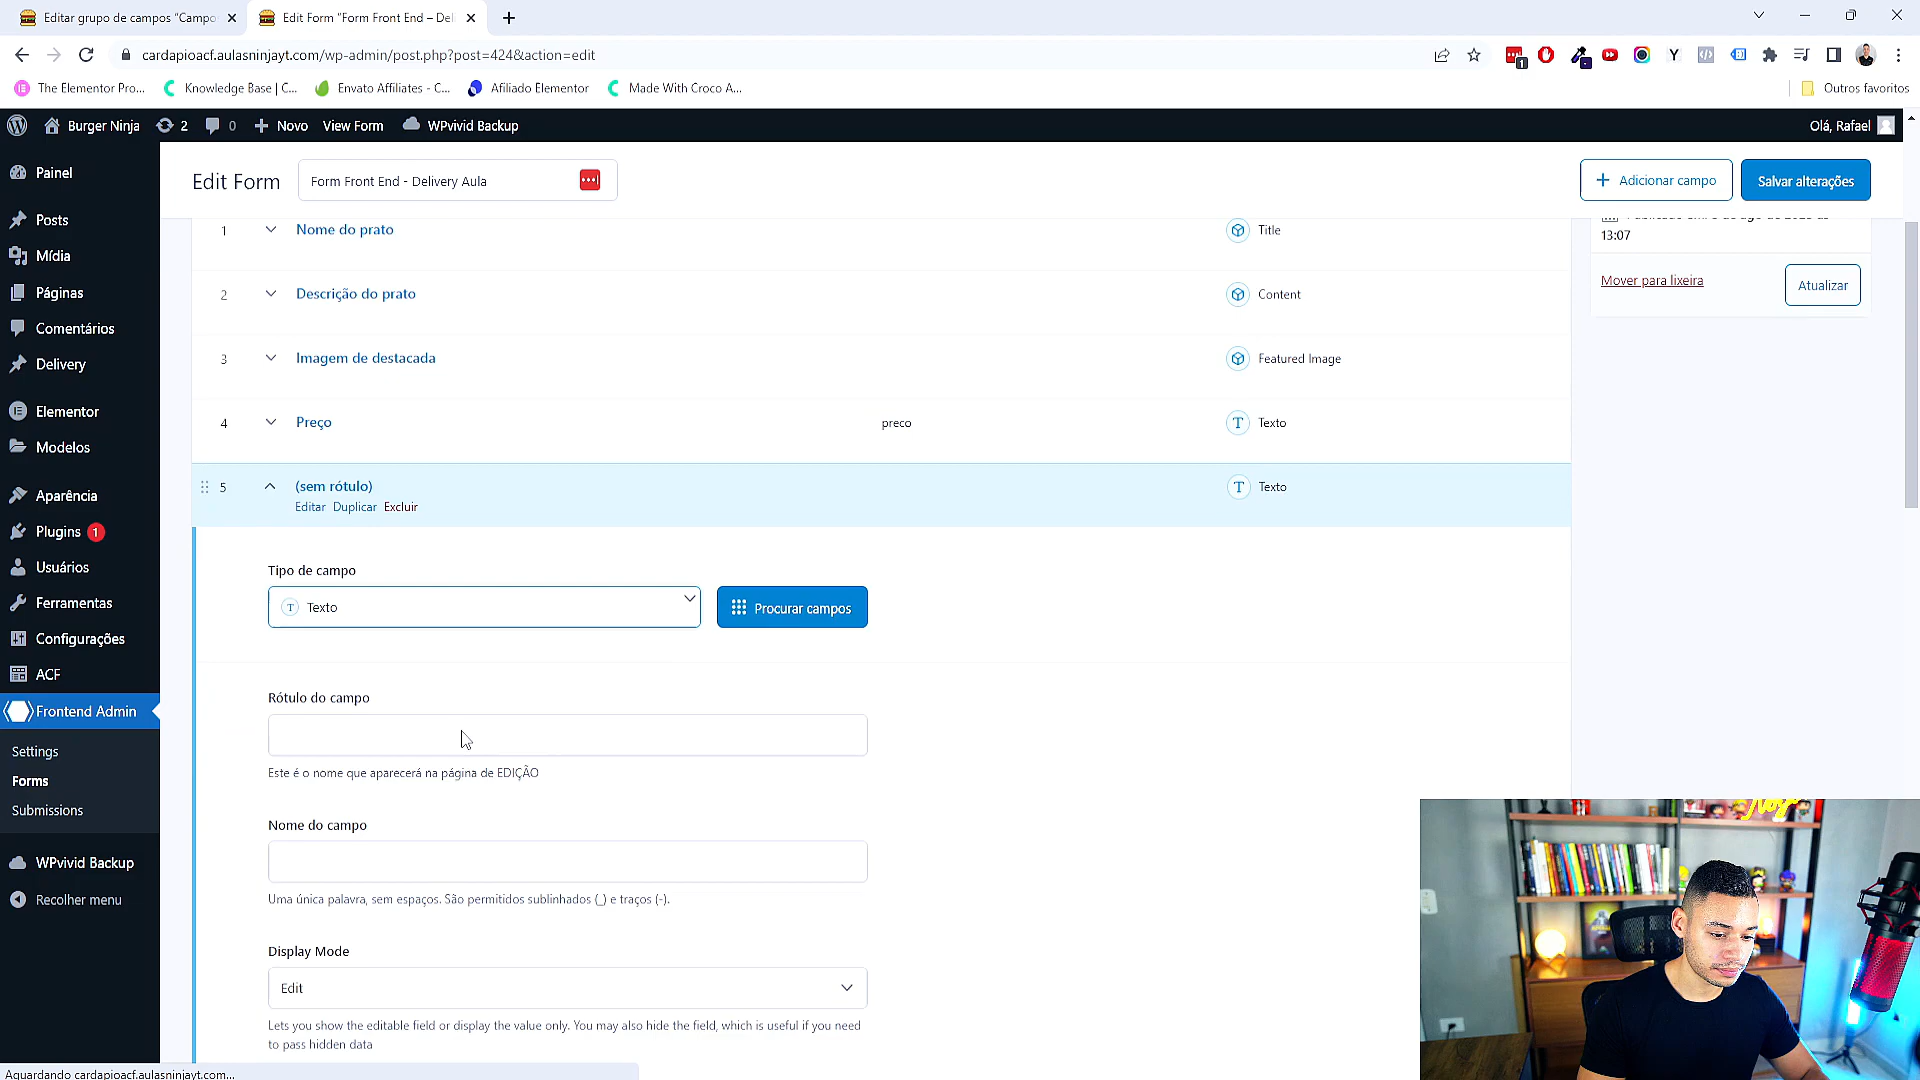 Editar grupo de campos "Campo
Edit Form "Form Front End – Del
cardapioacf.aulasninjayt.com/wp-admin/post.php?post=424&action=edit
1
The Elementor Pro...
Knowledge Base | C...
Envato Affiliates - C...
Afiliado Elementor
Made With Croco A...
Outros favoritos
Burger Ninja
2
0
Novo
View Form
WPvivid Backup
Olá, Rafael
Painel
Posts
Mídia
Páginas
Comentários
Delivery
Elementor
Modelos
Aparência
Plugins 1
Usuários
Ferramentas
Configurações
ACF
Frontend Admin
Settings
Forms
Submissions
WPvivid Backup
Recolher menu
Edit Form
Form Front End - Delivery Aula
Adicionar campo
Salvar alterações
13:07
Mover para lixeira
Atualizar
1 Nome do prato Title
2 Descrição do prato Content
3 Imagem de destacada Featured Image
4 Preço preco Texto
5 (sem rótulo) Texto
Editar Duplicar Excluir
Tipo de campo
Texto
Procurar campos
Rótulo do campo
Este é o nome que aparecerá na página de EDIÇÃO
Nome do campo
Uma única palavra, sem espaços. São permitidos sublinhados (_) e traços (-).
Display Mode
Edit
Lets you show the editable field or display the value only. You may also hide the field, which is useful if you need
to pass hidden data
Aguardando cardapioacf.aulasninjayt.com...